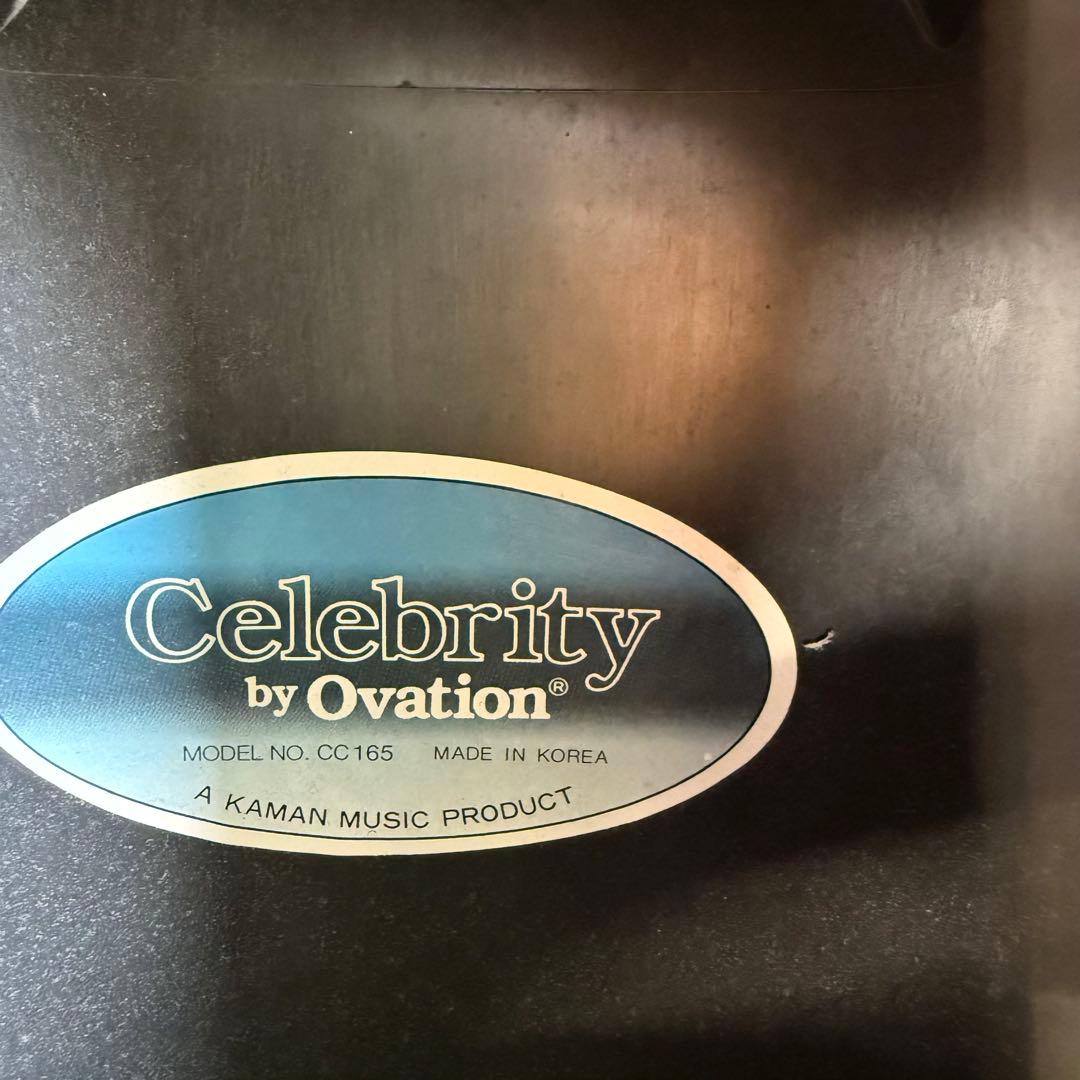 Celebrity
by Ovation®
MODEL NO. CC165 MADE IN KOREA
A KAMAN MUSIC PRODUCT